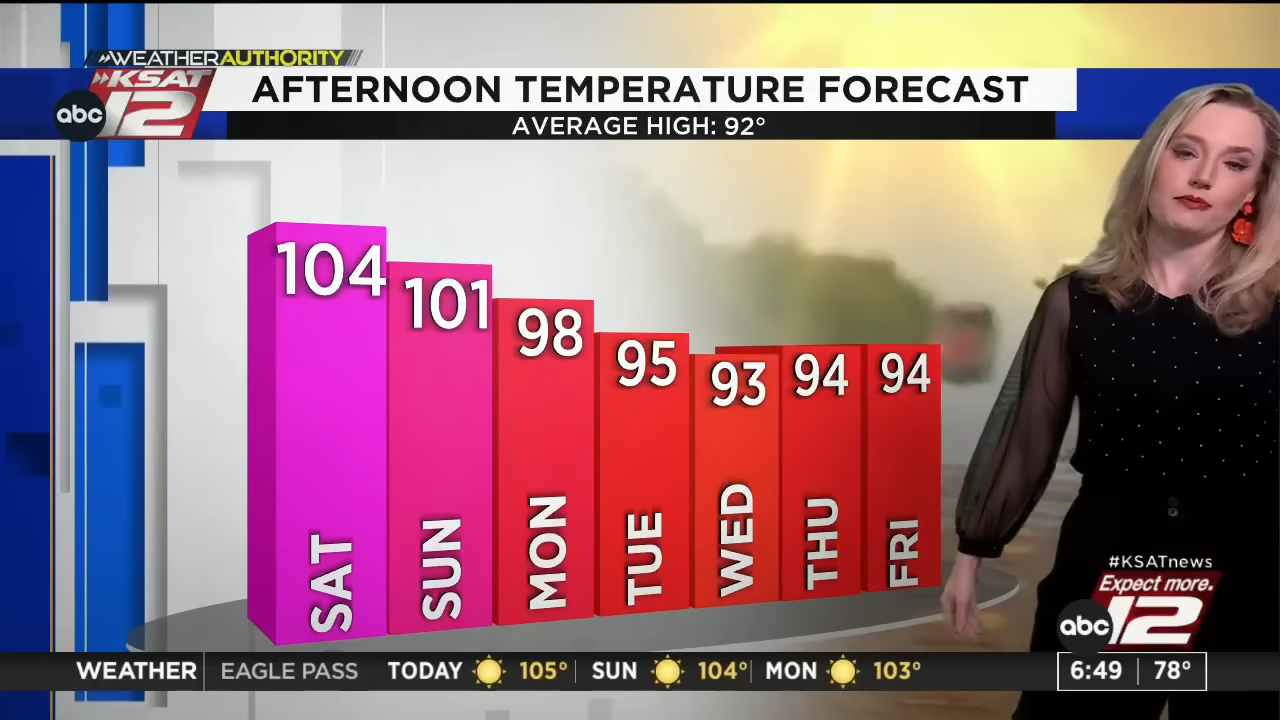 WEATHERAUTHORITY
KSAT
abc 12
AFTERNOON TEMPERATURE FORECAST
AVERAGE HIGH: 92°
104
101
98
95
93
94
94
SAT
SUN
MON
TUE
WED
THU
FRI
#KSATnews
Expect more.
abc 12
WEATHER EAGLE PASS TODAY 105° SUN 104° MON 103° 6:49 78°